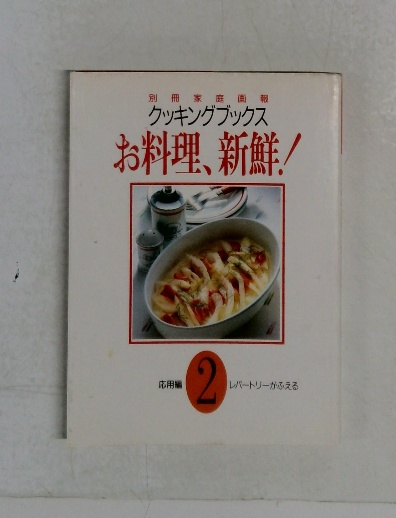 別冊家庭画報
クッキングブックス
お料理、新鮮!
応用編 2 レパートリーがふえる